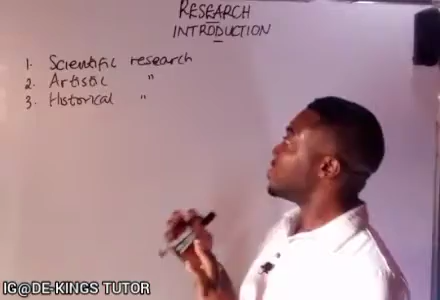 RESEARCH
INTRODUCTION
1. Scientific research
2. Artistic "
3. Historical "
IG@DE-KINGS TUTOR